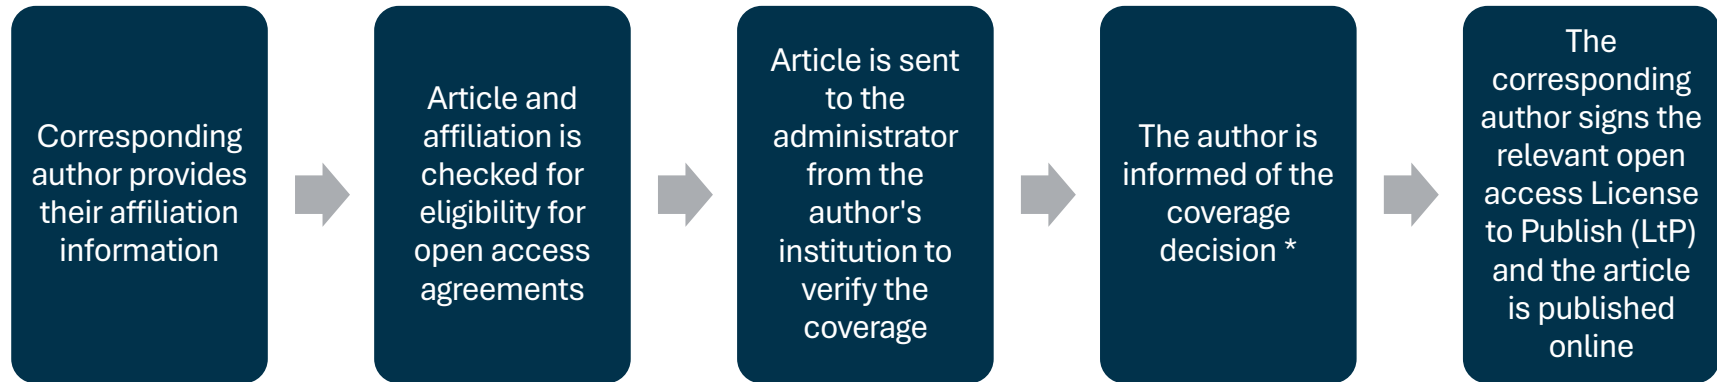 Corresponding
author provides
their affiliation
information
Article and
affiliation is
checked for
eligibility for
open access
agreements
Article is sent
to the
administrator
from the
author's
institution to
verify the
coverage
The author is
informed of the
coverage
decision *
The
corresponding
author signs the
relevant open
access License
to Publish (LtP)
and the article
is published
online